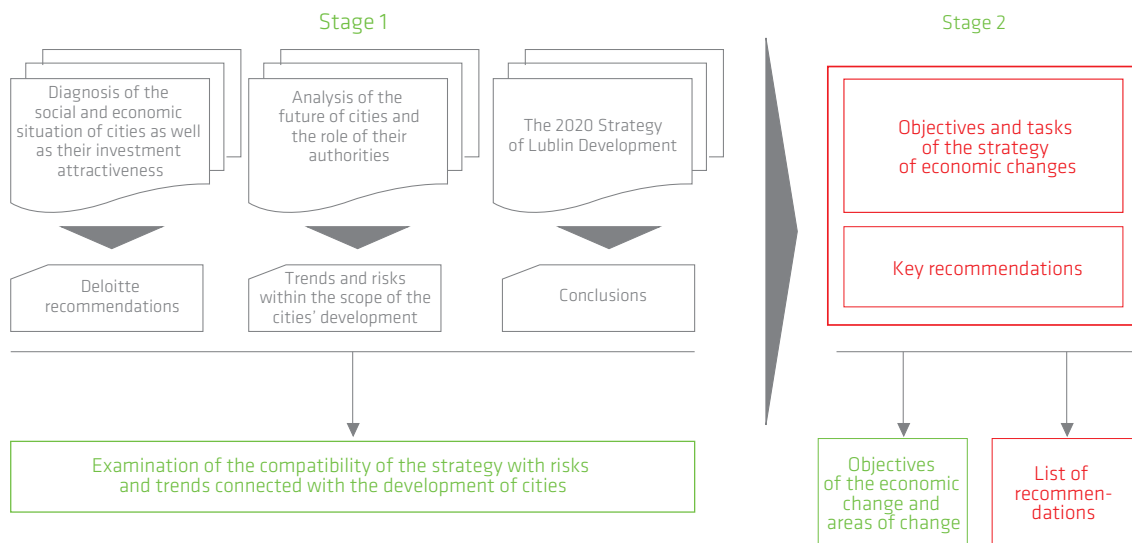 Stage 1
Diagnosis of the
social and economic
situation of cities as well
as their investment
attractiveness
Analysis of the
future of cities and
the role of their
authorities
The 2020 Strategy
of Lublin Development
Deloitte
recommendations
Trends and risks
within the scope of the
cities’ development
Conclusions
Examination of the compatibility of the strategy with risks
and trends connected with the development of cities
Stage 2
Objectives and tasks
of the strategy
of economic changes
Key recommendations
Objectives
of the economic
change and
areas of change
List of
recommen-
dations